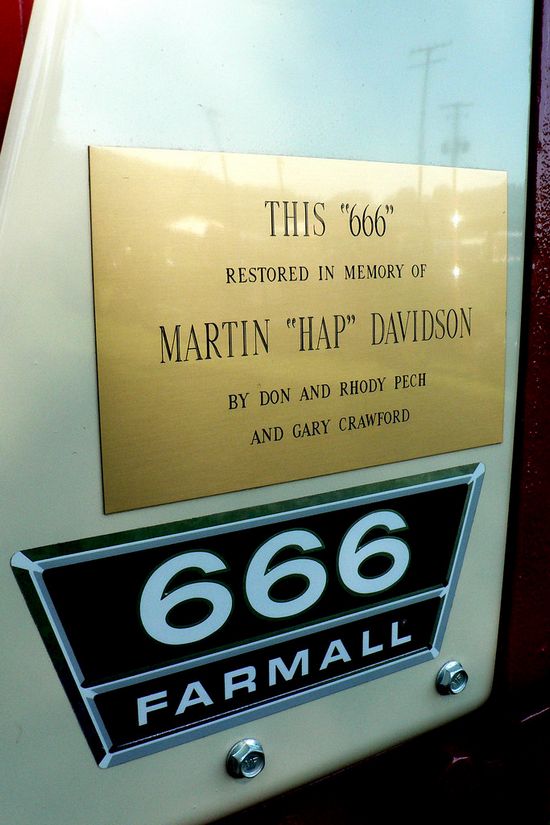 THIS "666"
RESTORED IN MEMORY OF
MARTIN "HAP" DAVIDSON
BY DON AND RHODY PECH
AND GARY CRAWFORD
666
FARMALL